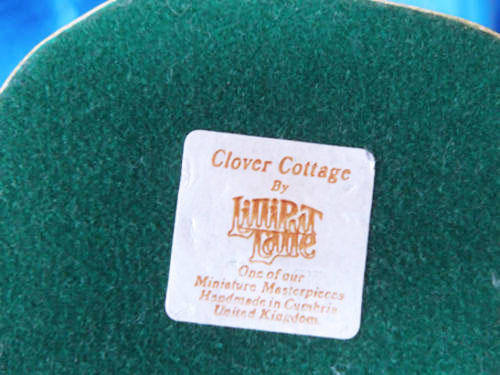 Clover Cottage
By
Lilliput
Lane
One of our
Miniature Masterpieces
Handmade in Cumbria
United Kingdom